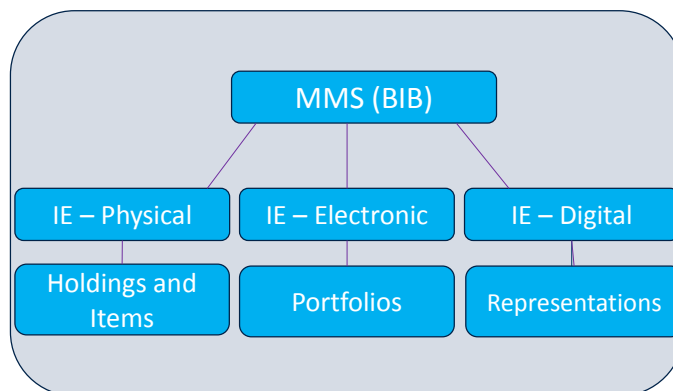 MMS (BIB)
IE – Physical
IE – Electronic
IE – Digital
Holdings and
Items
Portfolios
Representations